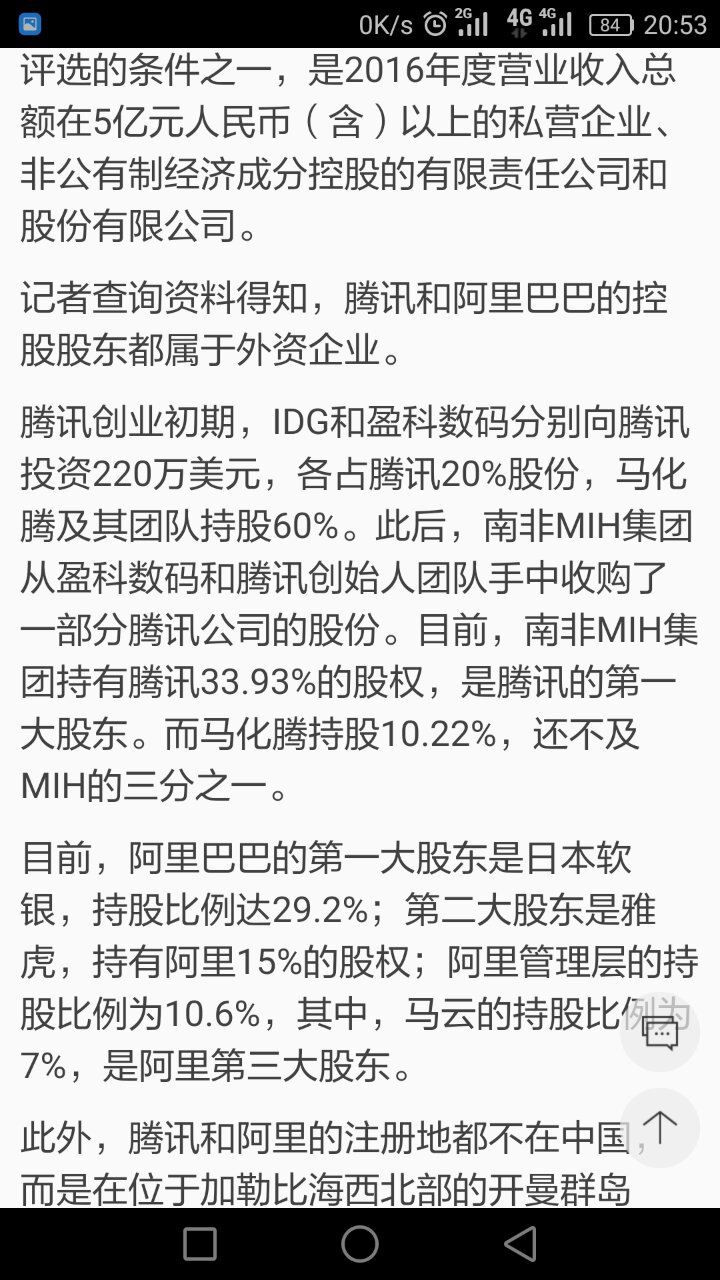 0K/s 2G 4G 4G 84 20:53
评选的条件之一，是2016年度营业收入总
额在5亿元人民币（含）以上的私营企业、
非公有制经济成分控股的有限责任公司和
股份有限公司。
记者查询资料得知，腾讯和阿里巴巴的控
股股东都属于外资企业。
腾讯创业初期，IDG和盈科数码分别向腾讯
投资220万美元，各占腾讯20%股份，马化
腾及其团队持股60%。此后，南非MIH集团
从盈科数码和腾讯创始人团队手中收购了
一部分腾讯公司的股份。目前，南非MIH集
团持有腾讯33.93%的股权，是腾讯的第一
大股东。而马化腾持股10.22%，还不及
MIH的三分之一。
目前，阿里巴巴的第一大股东是日本软
银，持股比例达29.2%；第二大股东是雅
虎，持有阿里15%的股权；阿里管理层的持
股比例为10.6%，其中，马云的持股比例为
7%，是阿里第三大股东。
此外，腾讯和阿里的注册地都不在中国，
而是在位于加勒比海西北部的开曼群岛